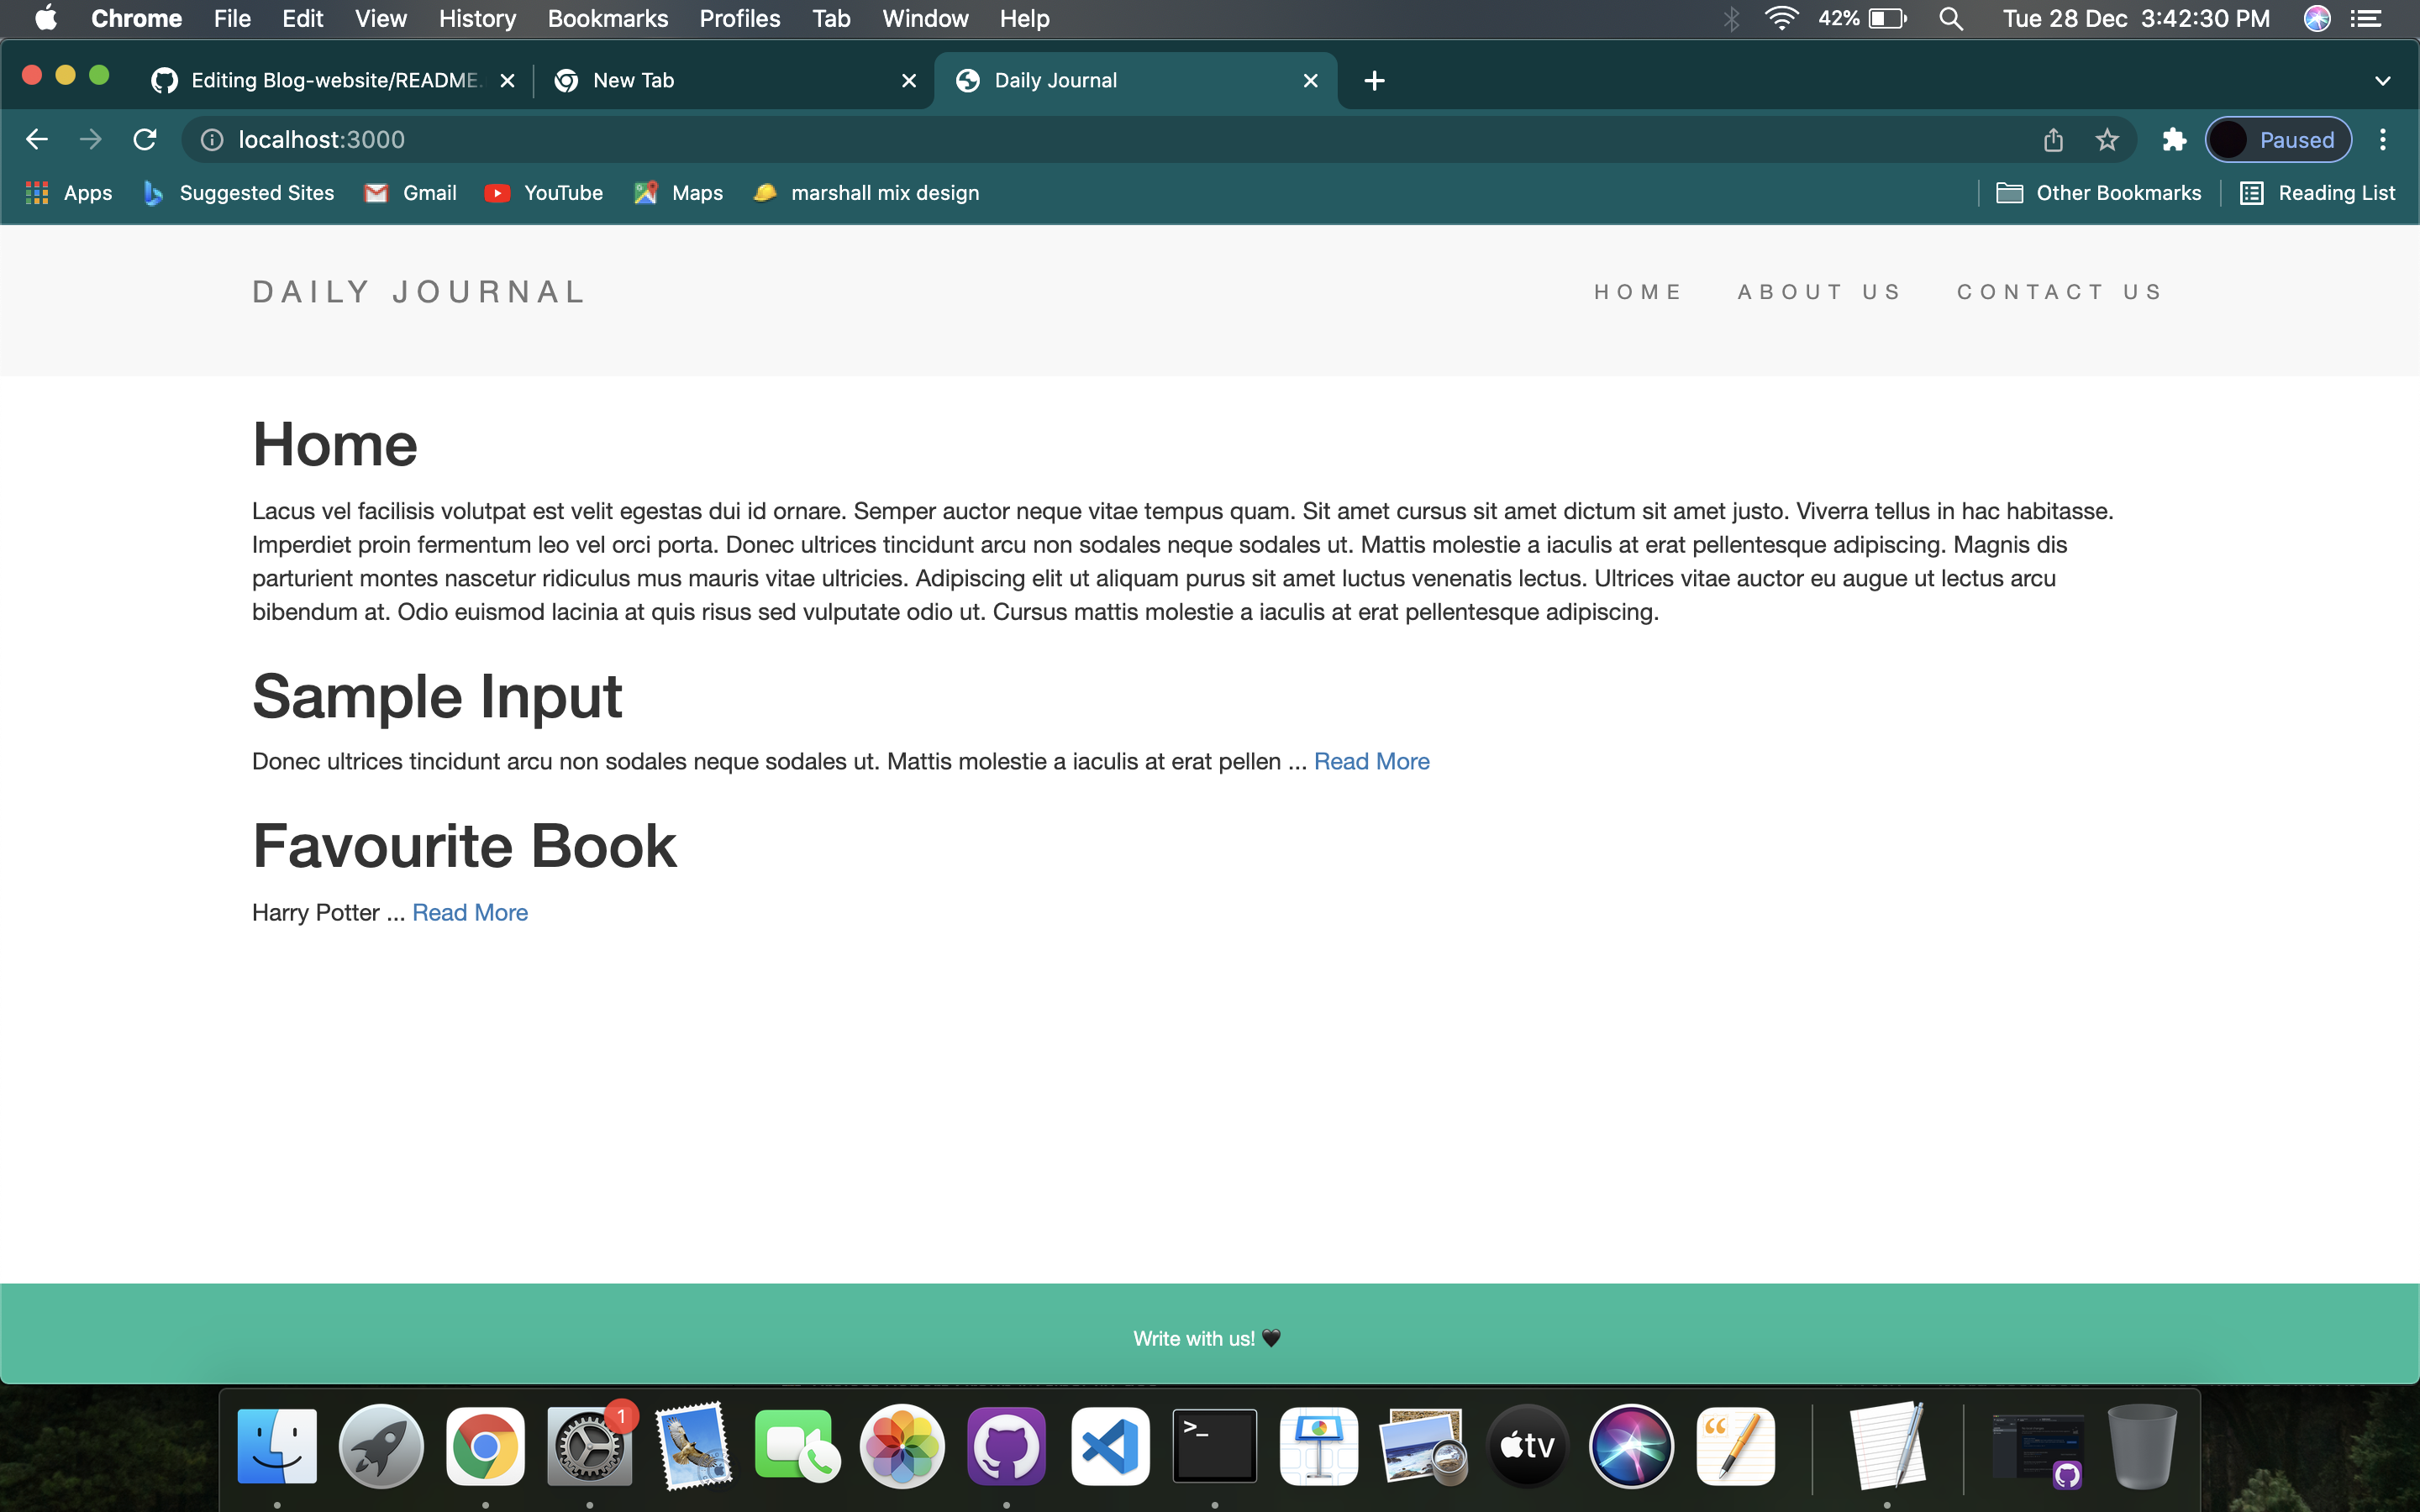 Chrome File Edit View History Bookmarks Profiles Tab Window Help 42% Tue 28 Dec 3:42:30 PM
Editing Blog-website/README. New Tab Daily Journal
localhost:3000 Paused
Apps Suggested Sites Gmail YouTube Maps marshall mix design Other Bookmarks Reading List
DAILY JOURNAL HOME ABOUT US CONTACT US
Home
Lacus vel facilisis volutpat est velit egestas dui id ornare. Semper auctor neque vitae tempus quam. Sit amet cursus sit amet dictum sit amet justo. Viverra tellus in hac habitasse.
Imperdiet proin fermentum leo vel orci porta. Donec ultrices tincidunt arcu non sodales neque sodales ut. Mattis molestie a iaculis at erat pellentesque adipiscing. Magnis dis
parturient montes nascetur ridiculus mus mauris vitae ultricies. Adipiscing elit ut aliquam purus sit amet luctus venenatis lectus. Ultrices vitae auctor eu augue ut lectus arcu
bibendum at. Odio euismod lacinia at quis risus sed vulputate odio ut. Cursus mattis molestie a iaculis at erat pellentesque adipiscing.
Sample Input
Donec ultrices tincidunt arcu non sodales neque sodales ut. Mattis molestie a iaculis at erat pellen ... Read More
Favourite Book
Harry Potter ... Read More
Write with us! 🖤
1 >_ tv